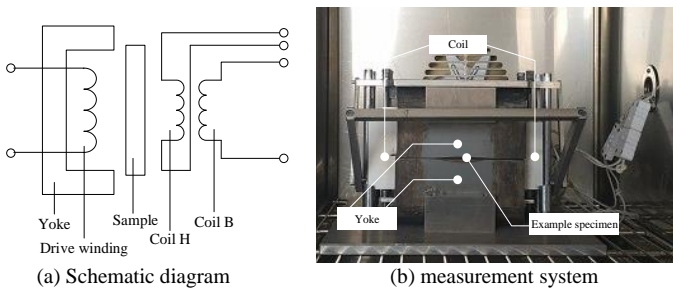 Yoke
Drive winding
Sample
Coil H
Coil B
(a) Schematic diagram
Coil
Yoke
Example specimen
(b) measurement system